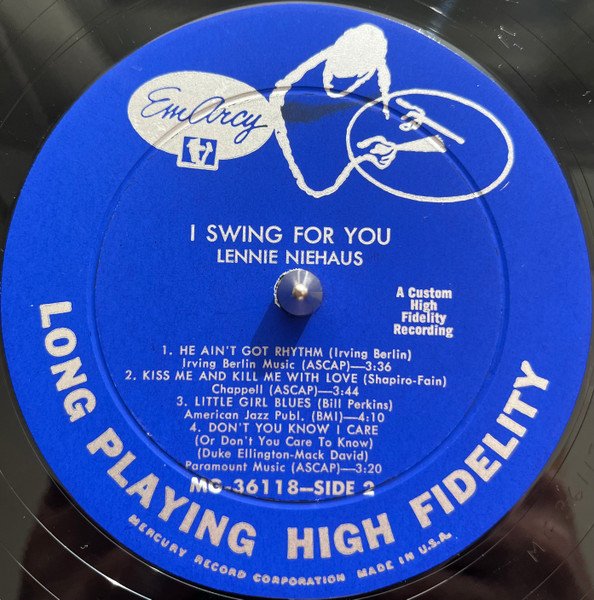 EmArcy
I SWING FOR YOU
LENNIE NIEHAUS
A Custom
High
Fidelity
Recording
1. HE AIN'T GOT RHYTHM (Irving Berlin)
Irving Berlin Music (ASCAP)—3:36
2. KISS ME AND KILL ME WITH LOVE (Shapiro-Fain)
Chappell (ASCAP)—3:44
3. LITTLE GIRL BLUES (Bill Perkins)
American Jazz Publ. (BMI)—4:10
4. DON'T YOU KNOW I CARE
(Or Don't You Care To Know)
(Duke Ellington-Mack David)
Paramount Music (ASCAP)—3:20
MG-36118—SIDE 2
LONG PLAYING HIGH FIDELITY
MERCURY RECORD CORPORATION MADE IN U.S.A.